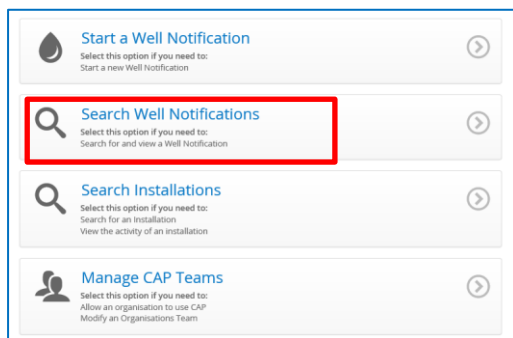 Start a Well Notification
Select this option if you need to:
Start a new Well Notification
Search Well Notifications
Select this option if you need to:
Search for and view a Well Notification
Search Installations
Select this option if you need to:
Search for an Installation
View the activity of an installation
Manage CAP Teams
Select this option if you need to:
Allow an organisation to use CAP
Modify an Organisations Team